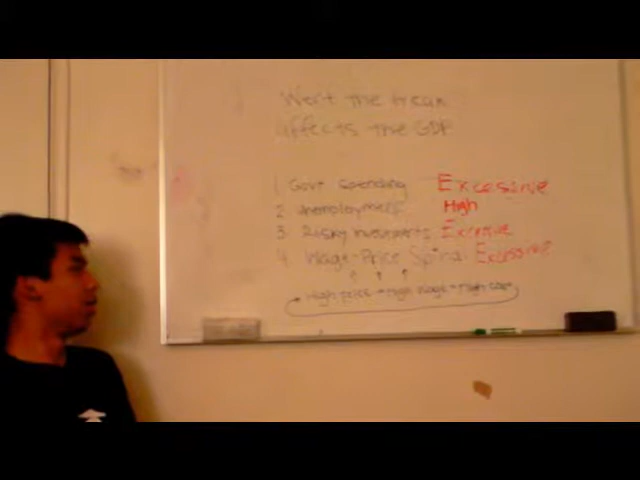 the
affects the GDP
1. Govt spending Excessive
2. Unemployment High
3. Risky investments Excessive
4. Wage-Price Spiral Excessive
High price → High wage → High cost